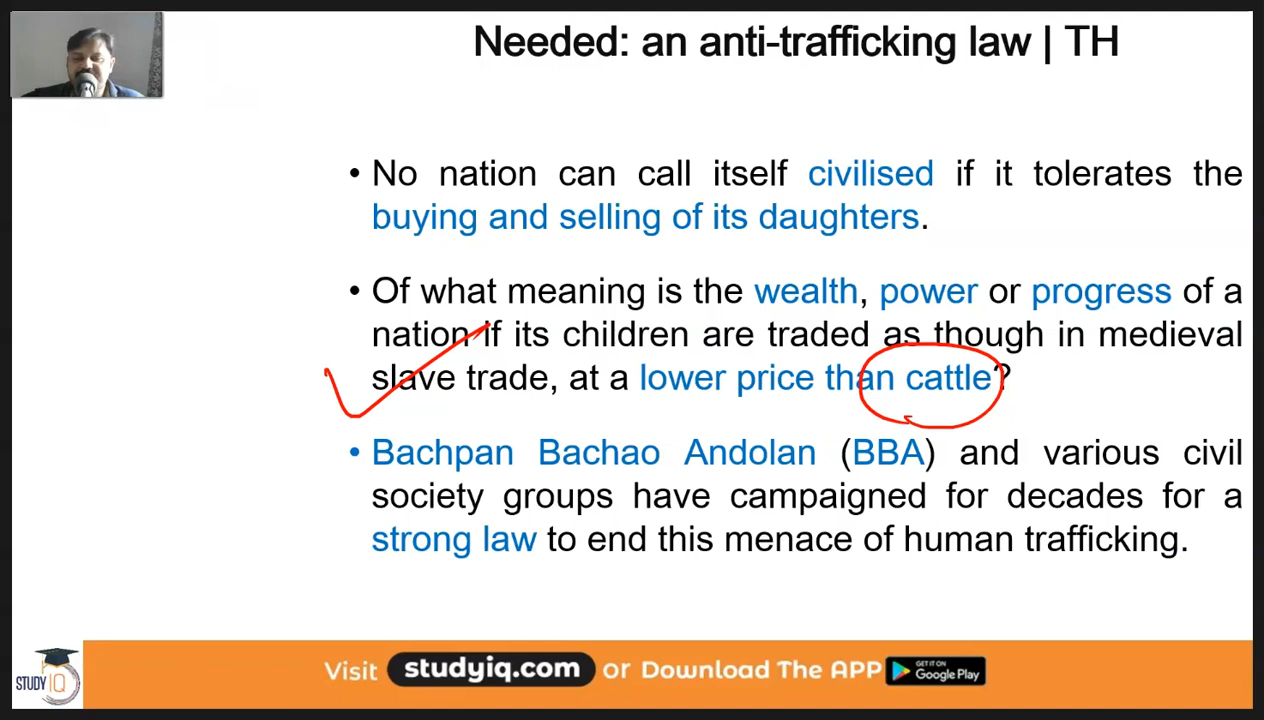 Needed: an anti-trafficking law | TH
• No nation can call itself civilised if it tolerates the
buying and selling of its daughters.
• Of what meaning is the wealth, power or progress of a
nation if its children are traded as though in medieval
slave trade, at a lower price than cattle?
• Bachpan Bachao Andolan (BBA) and various civil
society groups have campaigned for decades for a
strong law to end this menace of human trafficking.
STUDY IQ
Visit studyiq.com or Download The APP GET IT ON Google Play